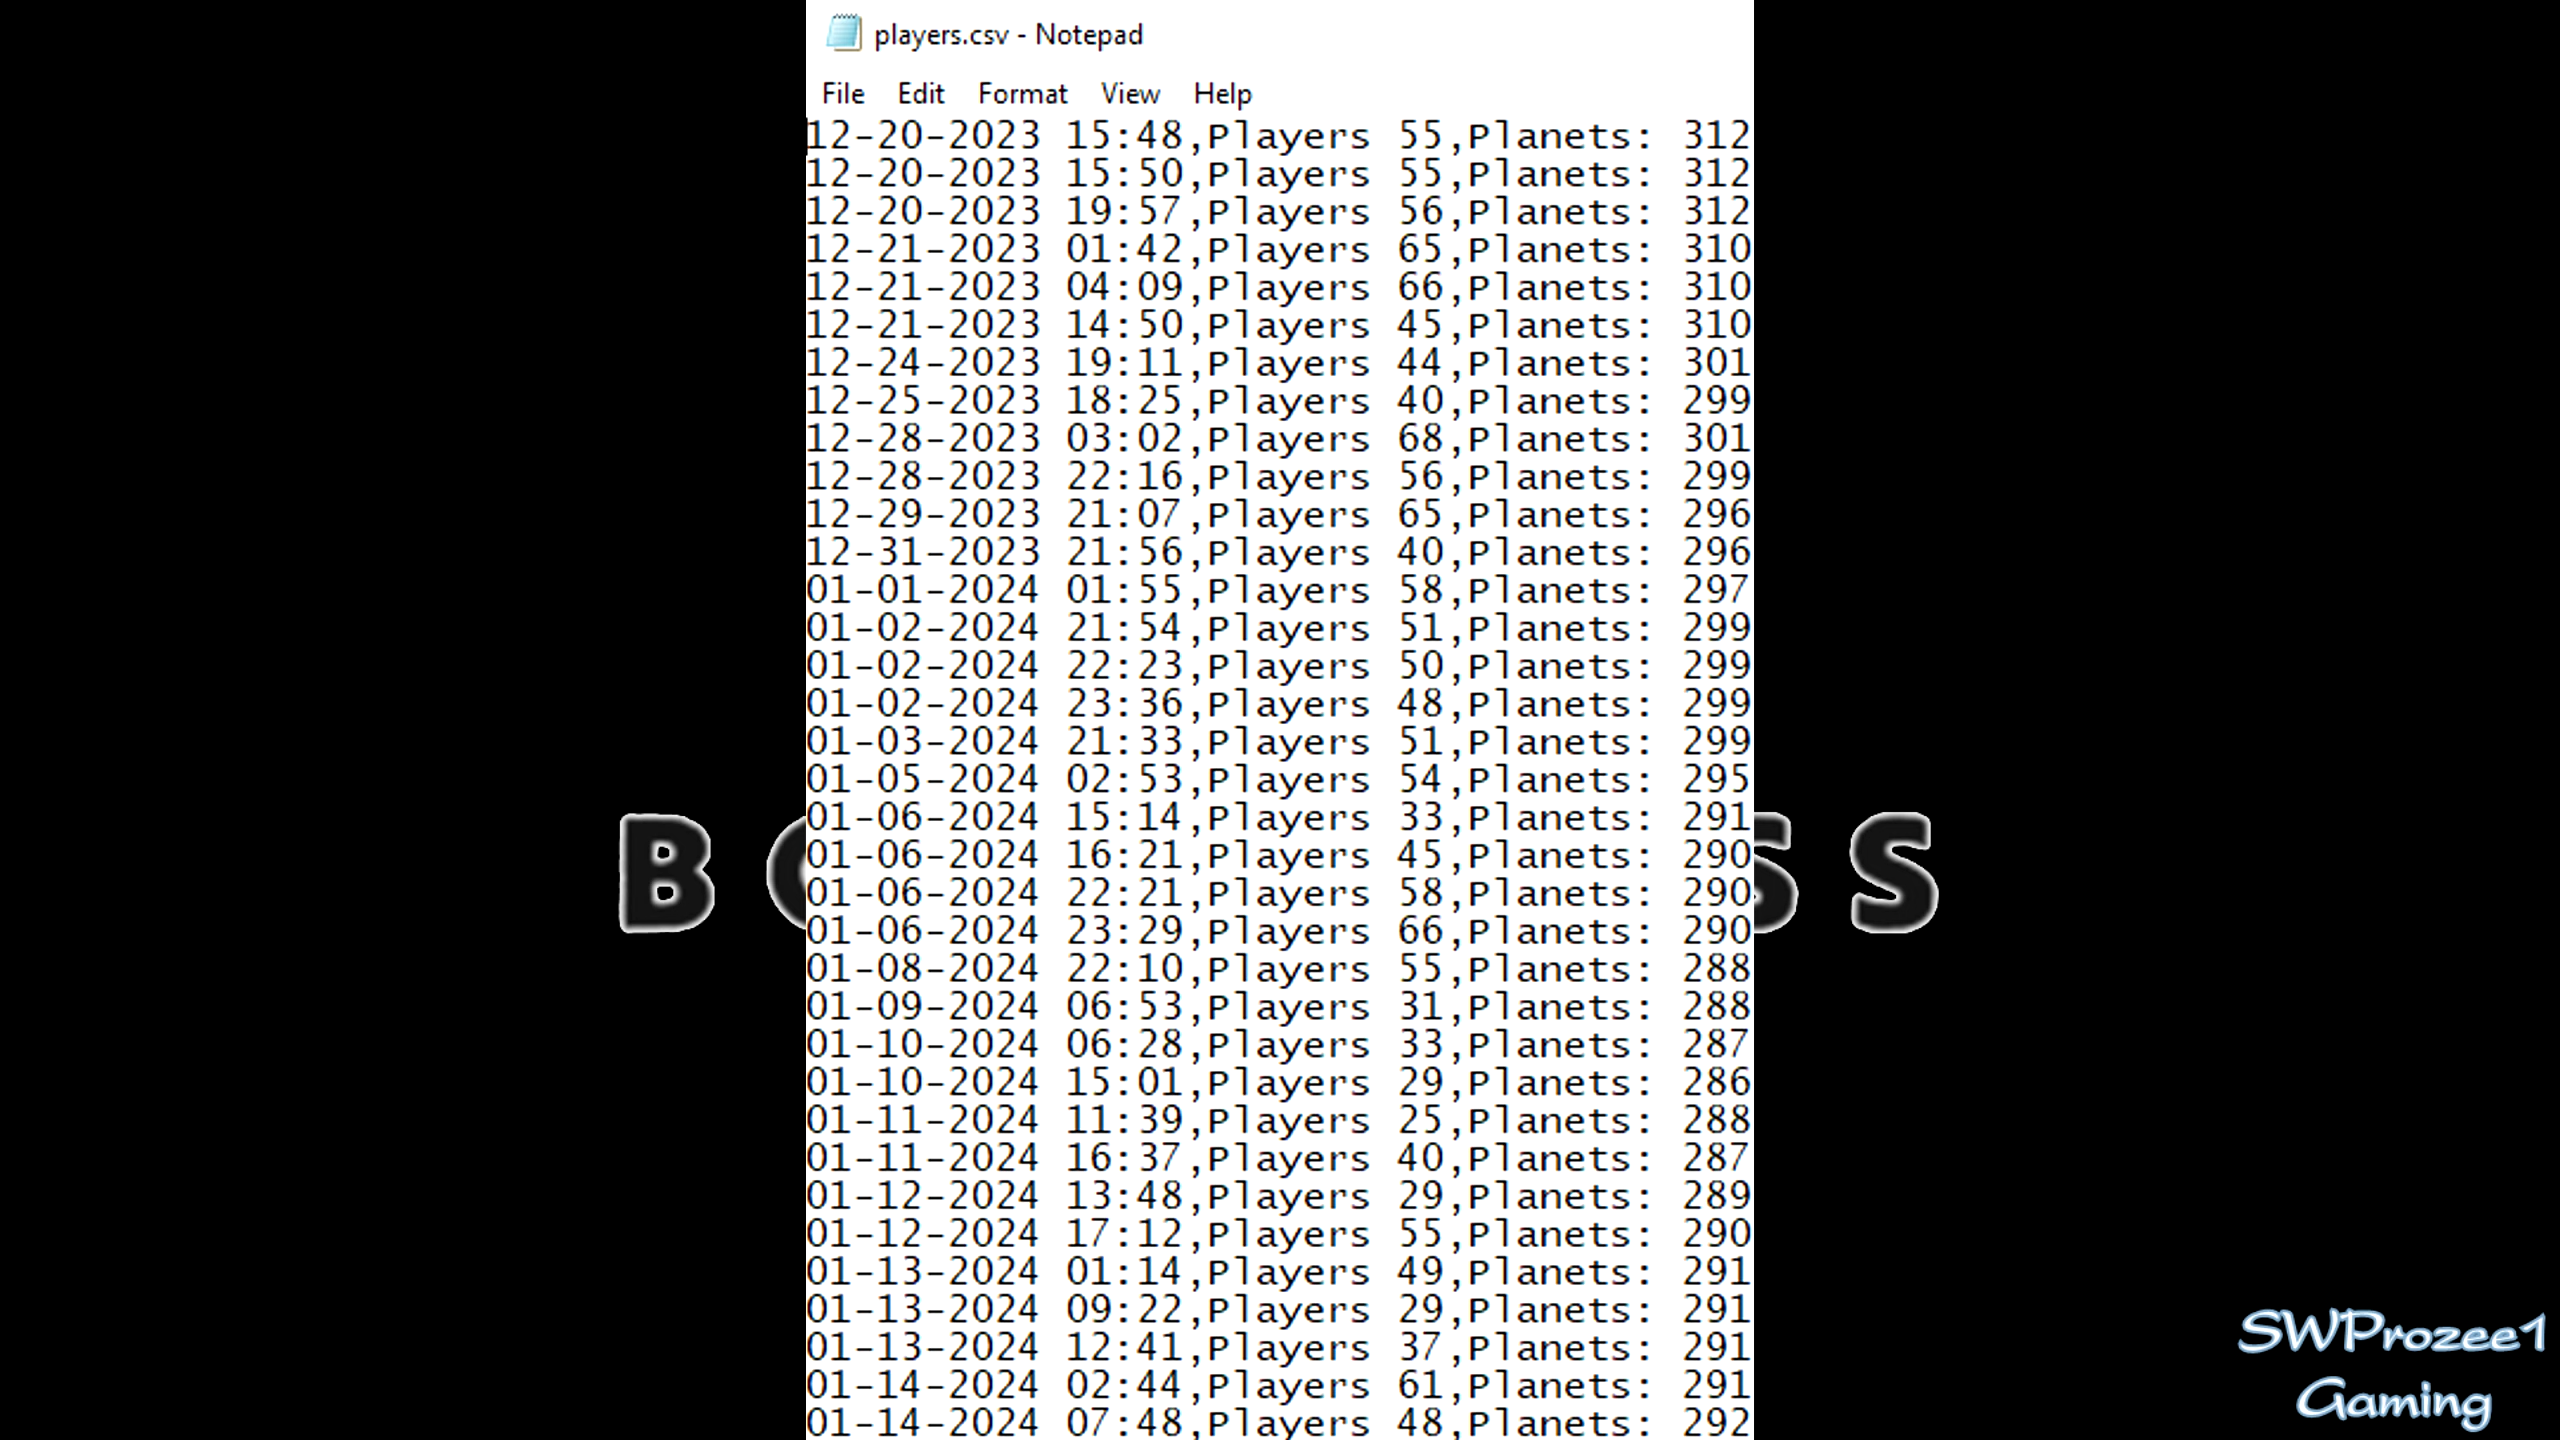 players.csv - Notepad
File Edit Format View Help
12-20-2023 15:48,Players 55,Planets: 312
12-20-2023 15:50,Players 55,Planets: 312
12-20-2023 19:57,Players 56,Planets: 312
12-21-2023 01:42,Players 65,Planets: 310
12-21-2023 04:09,Players 66,Planets: 310
12-21-2023 14:50,Players 45,Planets: 310
12-24-2023 19:11,Players 44,Planets: 301
12-25-2023 18:25,Players 40,Planets: 299
12-28-2023 03:02,Players 68,Planets: 301
12-28-2023 22:16,Players 56,Planets: 299
12-29-2023 21:07,Players 65,Planets: 296
12-31-2023 21:56,Players 40,Planets: 296
01-01-2024 01:55,Players 58,Planets: 297
01-02-2024 21:54,Players 51,Planets: 299
01-02-2024 22:23,Players 50,Planets: 299
01-02-2024 23:36,Players 48,Planets: 299
01-03-2024 21:33,Players 51,Planets: 299
01-05-2024 02:53,Players 54,Planets: 295
01-06-2024 15:14,Players 33,Planets: 291
01-06-2024 16:21,Players 45,Planets: 290
01-06-2024 22:21,Players 58,Planets: 290
01-06-2024 23:29,Players 66,Planets: 290
01-08-2024 22:10,Players 55,Planets: 288
01-09-2024 06:53,Players 31,Planets: 288
01-10-2024 06:28,Players 33,Planets: 287
01-10-2024 15:01,Players 29,Planets: 286
01-11-2024 11:39,Players 25,Planets: 288
01-11-2024 16:37,Players 40,Planets: 287
01-12-2024 13:48,Players 29,Planets: 289
01-12-2024 17:12,Players 55,Planets: 290
01-13-2024 01:14,Players 49,Planets: 291
01-13-2024 09:22,Players 29,Planets: 291
01-13-2024 12:41,Players 37,Planets: 291
01-14-2024 02:44,Players 61,Planets: 291
01-14-2024 07:48,Players 48,Planets: 292
SWProzee1
Gaming